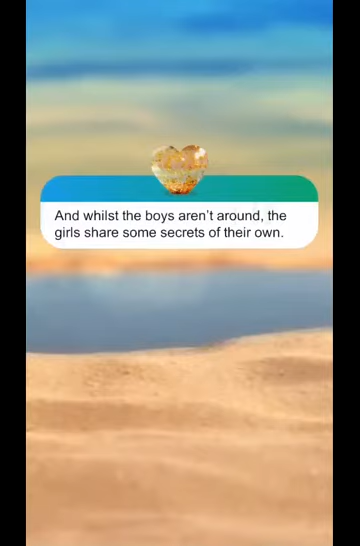 And whilst the boys aren’t around, the
girls share some secrets of their own.